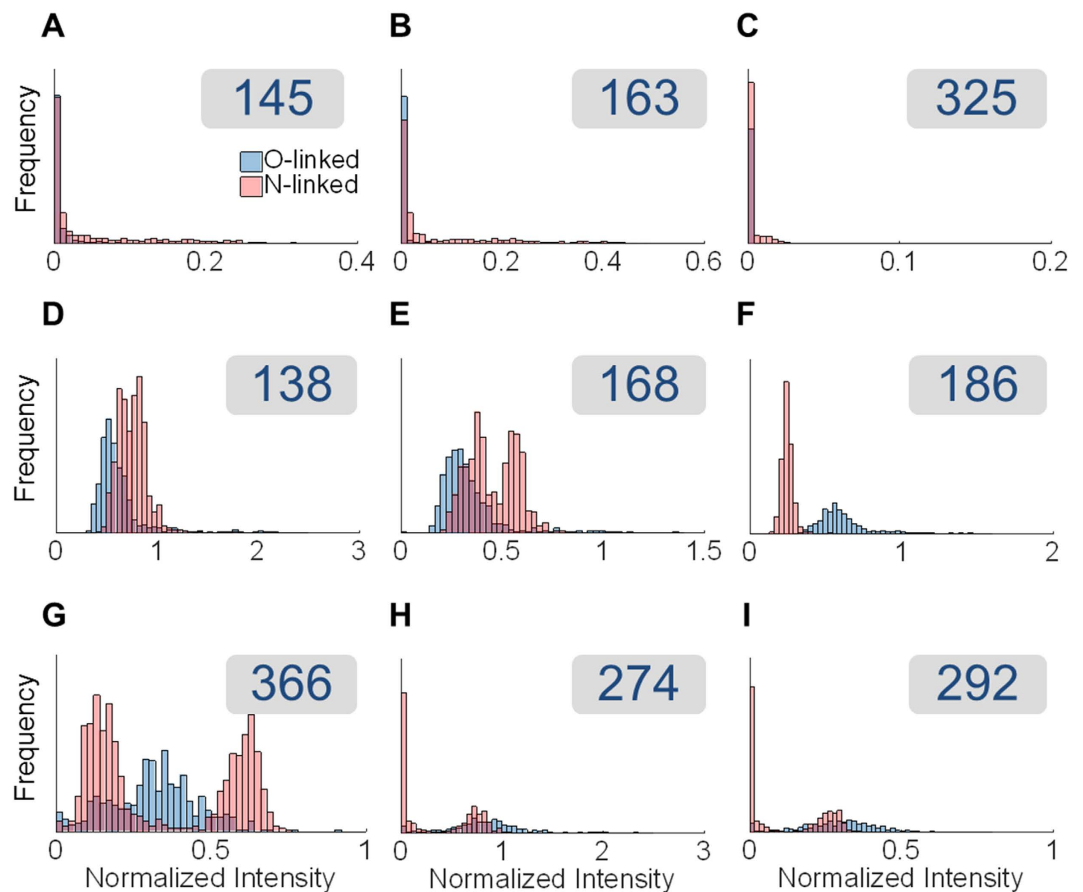 A
B
C
145
163
325
O-linked
N-linked
Frequency
0
0.2
0.4
0
0.2
0.4
0.6
0
0.1
0.2
D
E
F
138
168
186
Frequency
0
1
2
3
0
0.5
1
1.5
0
1
2
G
H
I
366
274
292
Frequency
0
0.5
1
0
1
2
3
0
0.5
1
Normalized Intensity
Normalized Intensity
Normalized Intensity